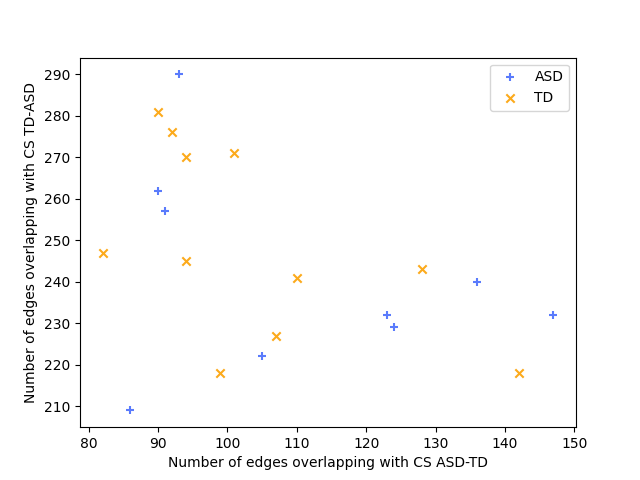 290
280
270
260
250
240
230
220
210
Number of edges overlapping with CS TD-ASD
ASD
TD
80 90 100 110 120 130 140 150
Number of edges overlapping with CS ASD-TD